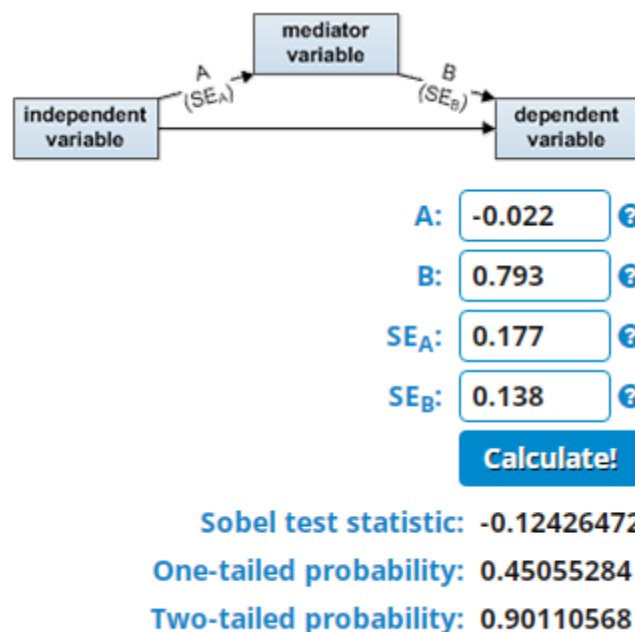 mediator
variable
A
(SEA)
B
(SEB)
independent
variable
dependent
variable
A: -0.022 ?
B: 0.793 ?
SEA: 0.177 ?
SEB: 0.138 ?
Calculate!
Sobel test statistic: -0.12426472
One-tailed probability: 0.45055284
Two-tailed probability: 0.90110568